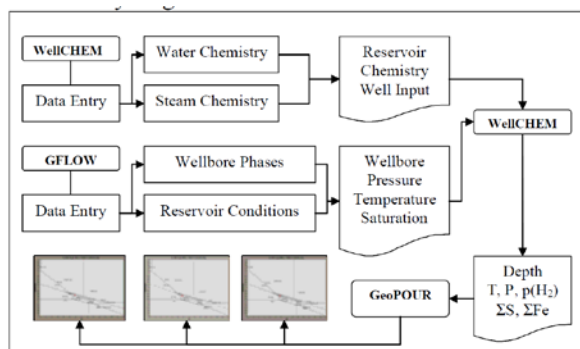 WellCHEM
Data Entry
Water Chemistry
Steam Chemistry
Reservoir
Chemistry
Well Input
WellCHEM
GFLOW
Data Entry
Wellbore Phases
Reservoir Conditions
Wellbore
Pressure
Temperature
Saturation
Depth
T, P, p(H₂)
ΣS, ΣFe
GeoPOUR